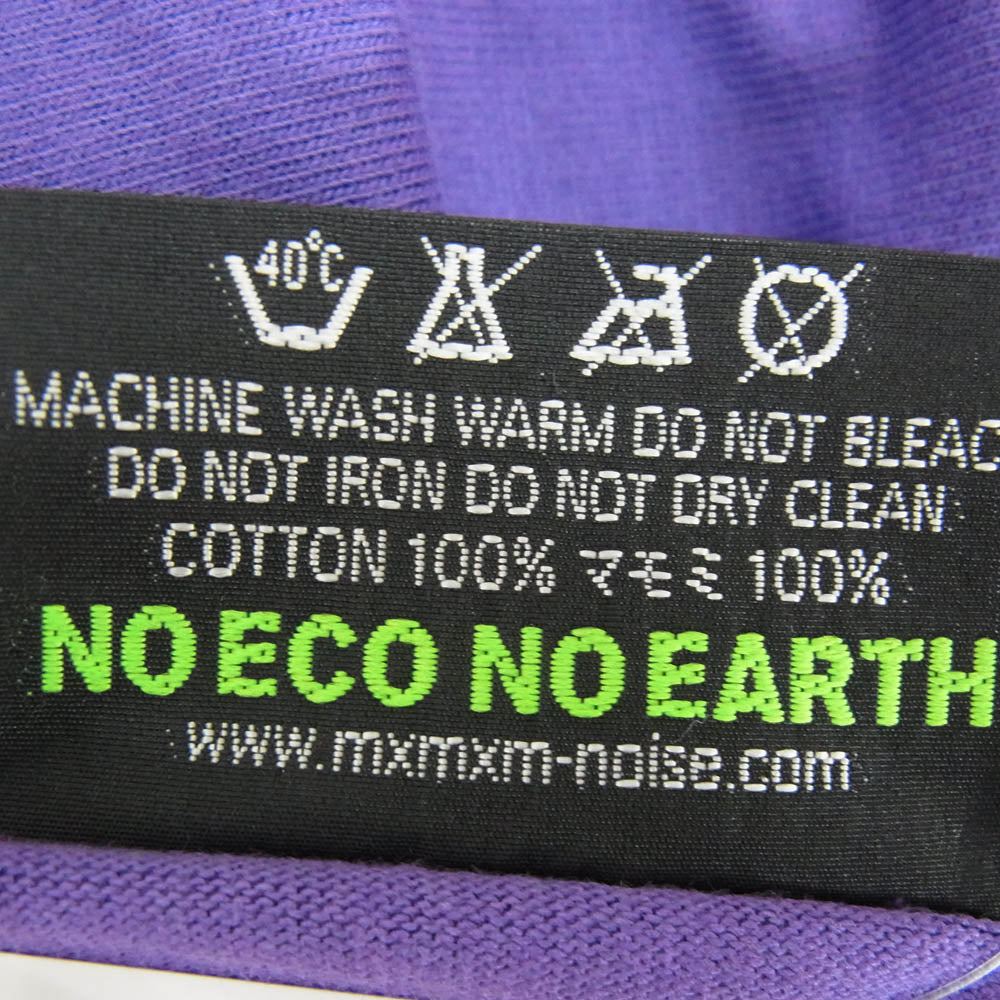 40°C
MACHINE WASH WARM DO NOT BLEAC
DO NOT IRON DO NOT DRY CLEAN
COTTON 100% マモミ 100%
NO ECO NO EARTH
www.mxmxm-noise.com